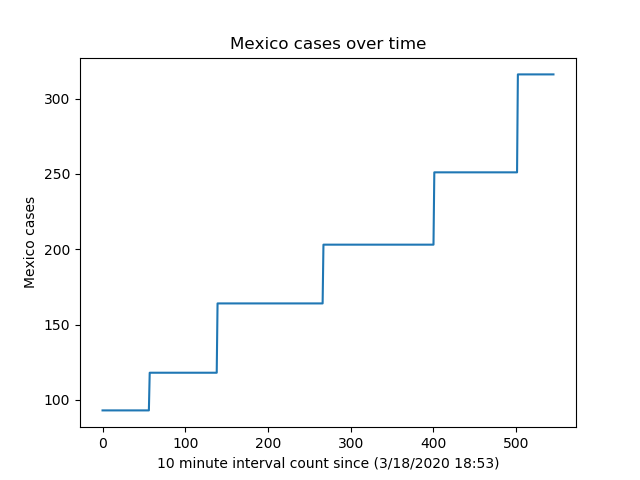 Mexico cases over time
Mexico cases
300
250
200
150
100
0 100 200 300 400 500
10 minute interval count since (3/18/2020 18:53)